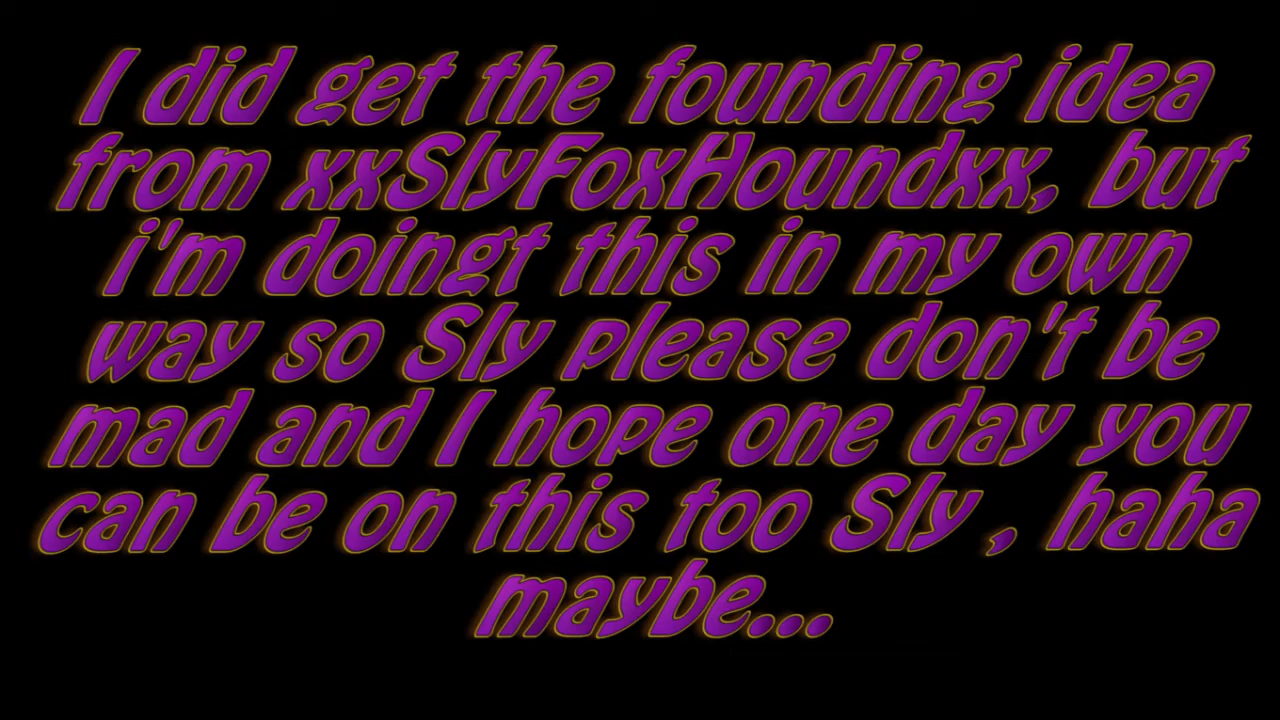 I did get the founding idea
from xxSlyFoxHoundxx, but
i'm doingt this in my own
way so Sly please don't be
mad and I hope one day you
can be on this too Sly , haha
maybe...